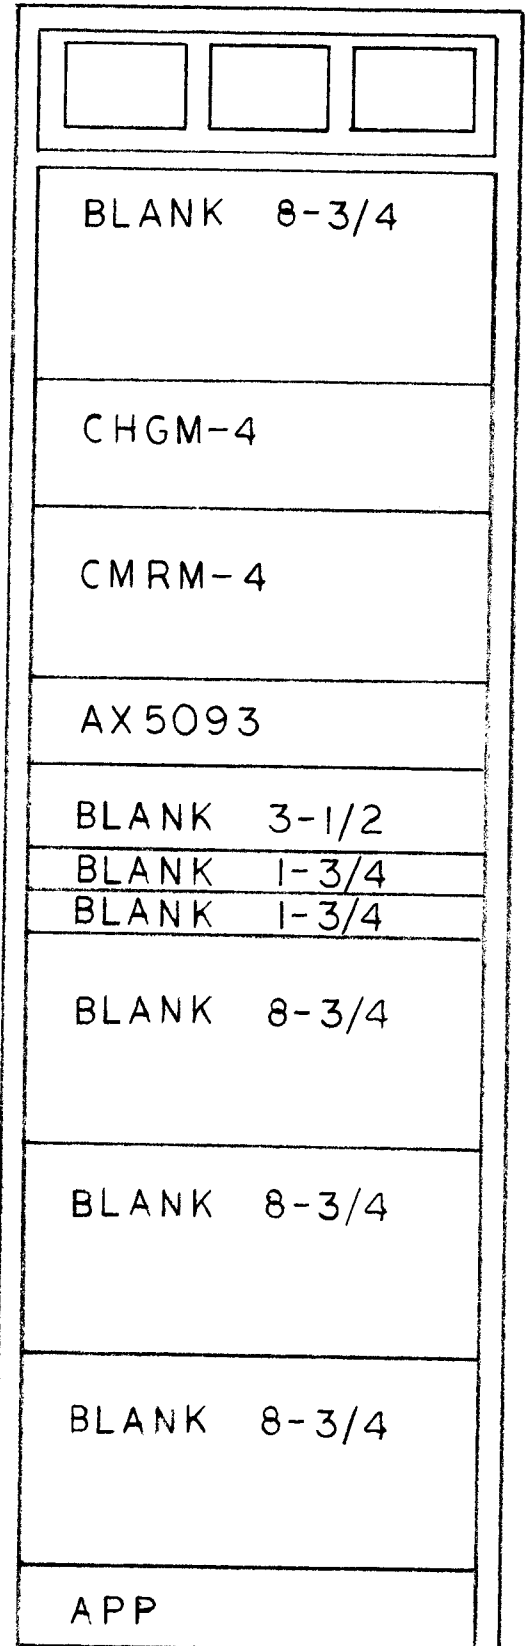 BLANK 8-3/4
CHGM-4
CMRM-4
AX5093
BLANK 3-1/2
BLANK 1-3/4
BLANK 1-3/4
BLANK 8-3/4
BLANK 8-3/4
BLANK 8-3/4
APP